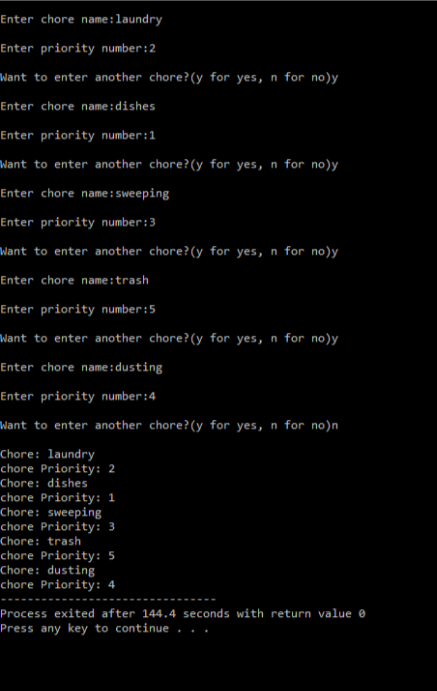 Enter chore name:laundry
Enter priority number:2
Want to enter another chore?(y for yes, n for no)y
Enter chore name:dishes
Enter priority number:1
Want to enter another chore?(y for yes, n for no)y
Enter chore name:sweeping
Enter priority number:3
Want to enter another chore?(y for yes, n for no)y
Enter chore name:trash
Enter priority number:5
Want to enter another chore?(y for yes, n for no)y
Enter chore name:dusting
Enter priority number:4
Want to enter another chore?(y for yes, n for no)n
Chore: laundry
chore Priority: 2
Chore: dishes
chore Priority: 1
Chore: sweeping
chore Priority: 3
Chore: trash
chore Priority: 5
Chore: dusting
chore Priority: 4
--------------------------------
Process exited after 144.4 seconds with return value 0
Press any key to continue . . .